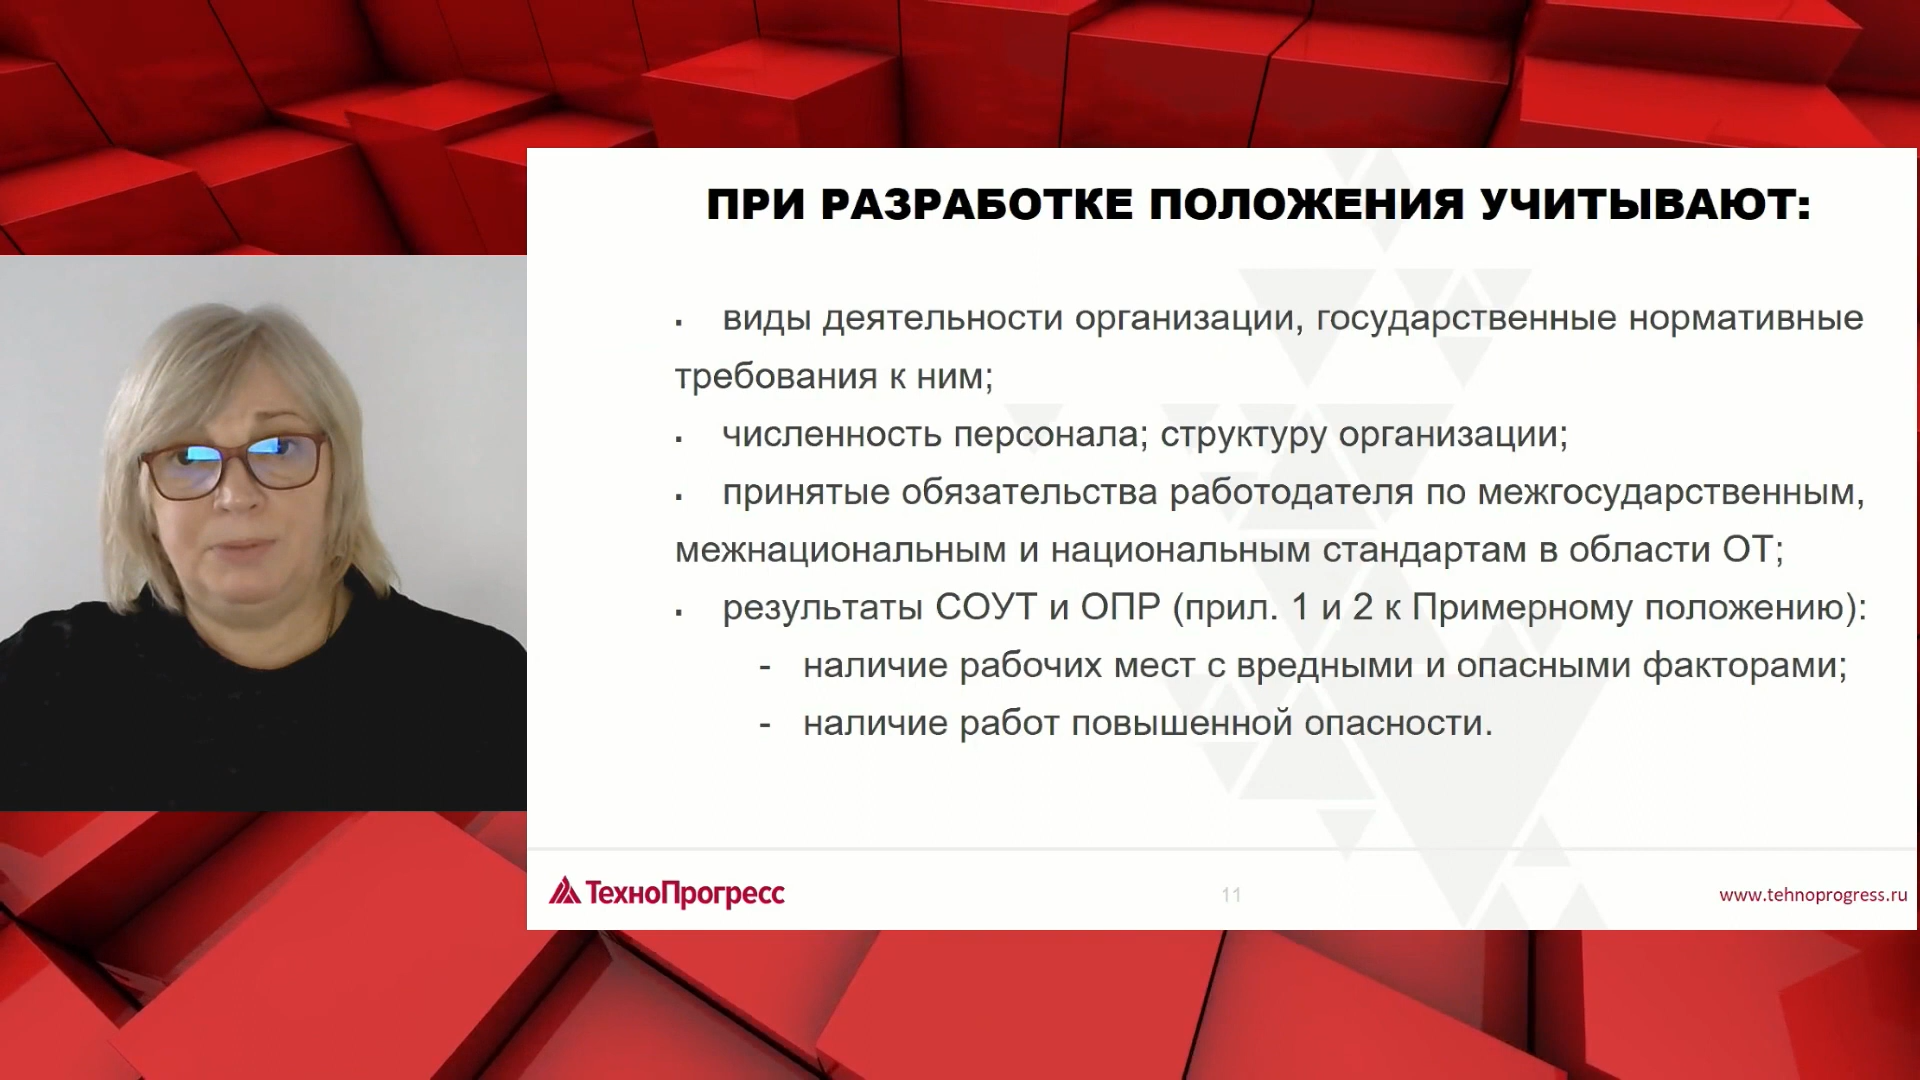 ПРИ РАЗРАБОТКЕ ПОЛОЖЕНИЯ УЧИТЫВАЮТ:
▪ виды деятельности организации, государственные нормативные
требования к ним;
▪ численность персонала; структуру организации;
▪ принятые обязательства работодателя по межгосударственным,
межнациональным и национальным стандартам в области ОТ;
▪ результаты СОУТ и ОПР (прил. 1 и 2 к Примерному положению):
- наличие рабочих мест с вредными и опасными факторами;
- наличие работ повышенной опасности.
ТехноПрогресс
11
www.tehnoprogress.ru